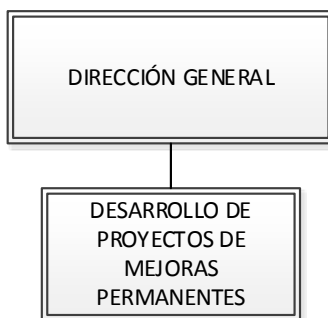 DIRECCIÓN GENERAL
DESARROLLO DE
PROYECTOS DE
MEJORAS
PERMANENTES